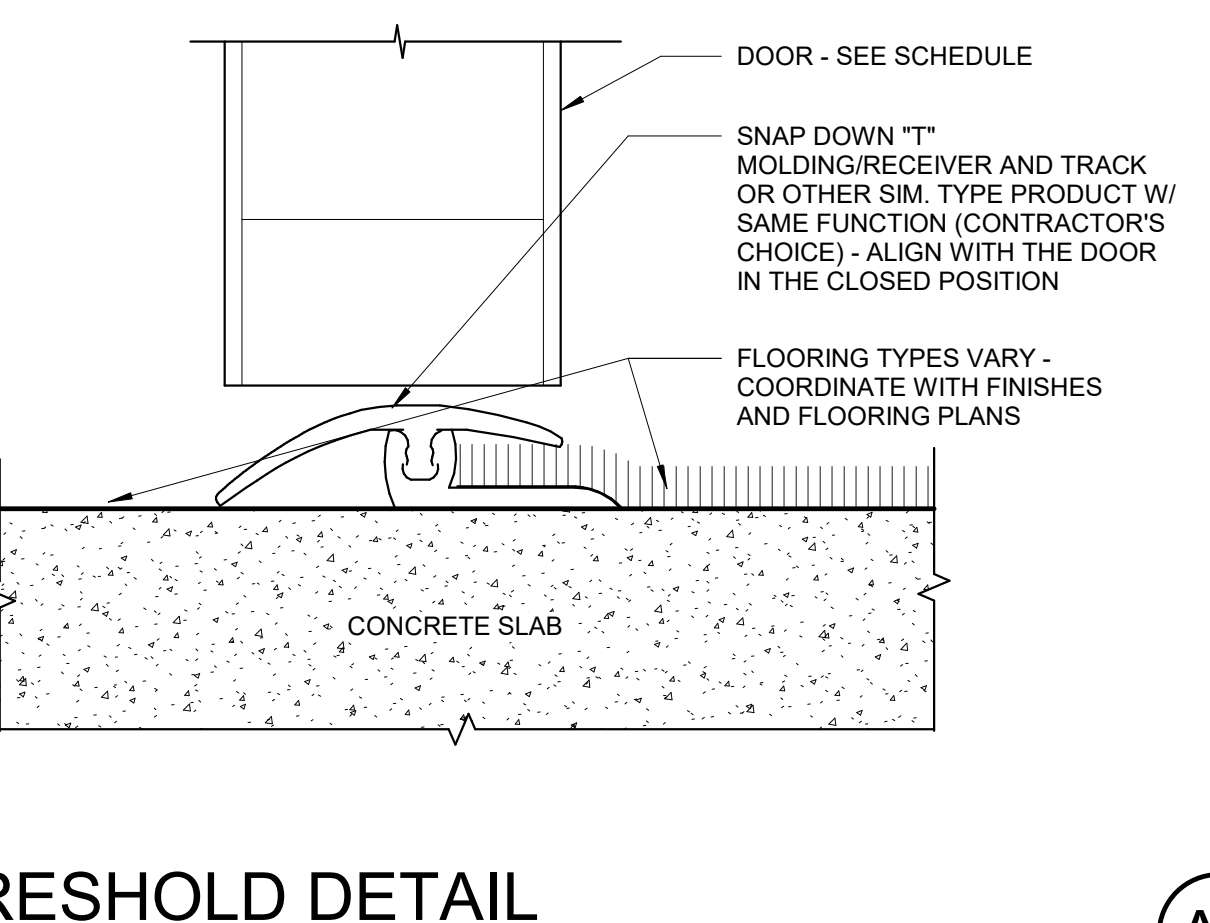 DOOR - SEE SCHEDULE
SNAP DOWN "T"
MOLDING/RECEIVER AND TRACK
OR OTHER SIM. TYPE PRODUCT W/
SAME FUNCTION (CONTRACTOR'S
CHOICE) - ALIGN WITH THE DOOR
IN THE CLOSED POSITION
FLOORING TYPES VARY -
COORDINATE WITH FINISHES
AND FLOORING PLANS
CONCRETE SLAB
RESHOLD DETAIL